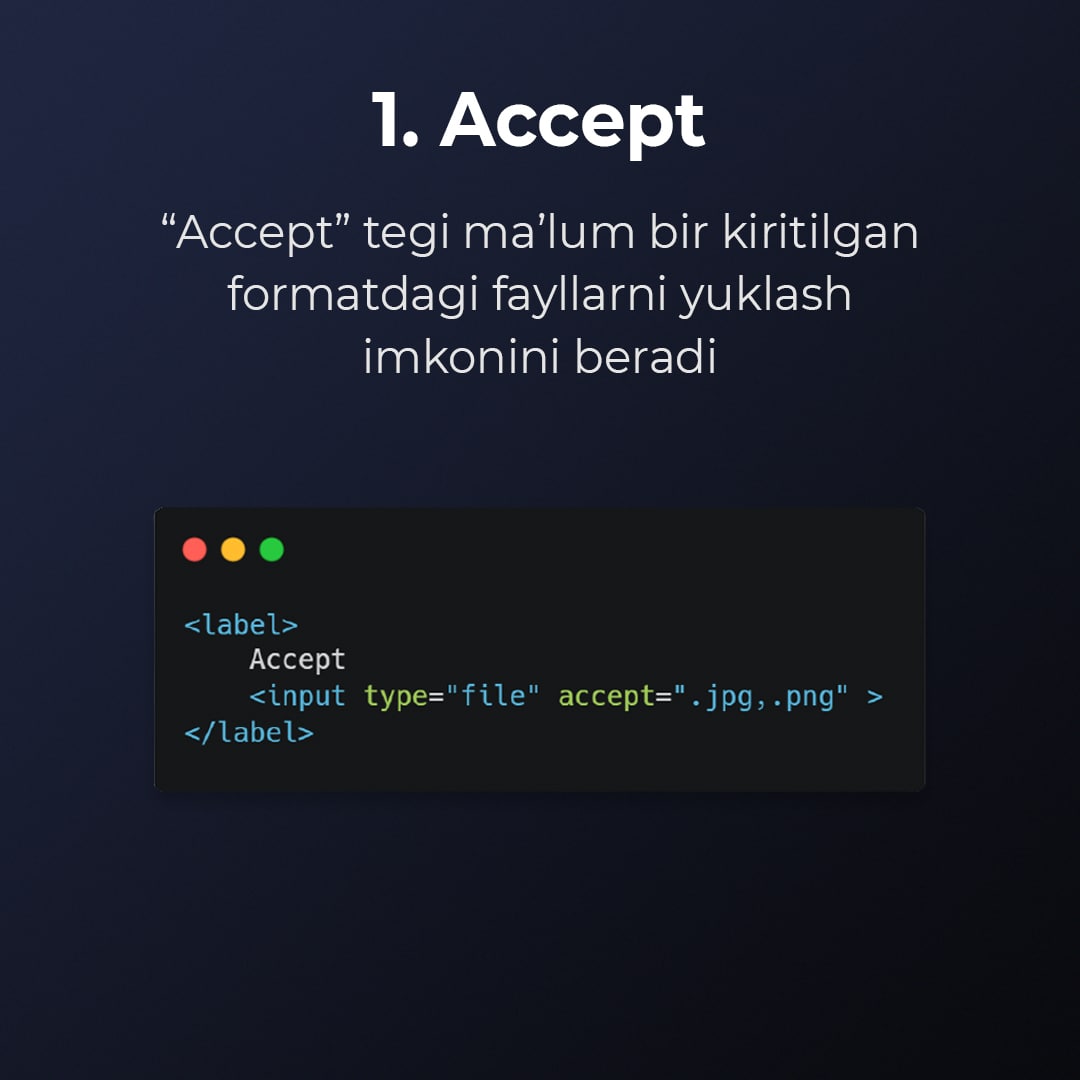 1. Accept
“Accept” tegi ma’lum bir kiritilgan
formatdagi fayllarni yuklash
imkonini beradi
<label>
    Accept
    <input type="file" accept=".jpg,.png" >
</label>